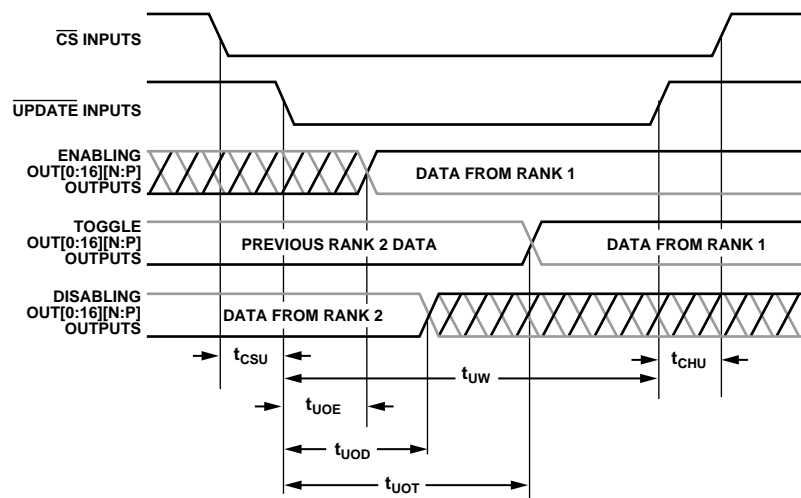 CS INPUTS
UPDATE INPUTS
ENABLING
OUT[0:16][N:P]
OUTPUTS
DATA FROM RANK 1
TOGGLE
OUT[0:16][N:P]
OUTPUTS
PREVIOUS RANK 2 DATA
DATA FROM RANK 1
DISABLING
OUT[0:16][N:P]
OUTPUTS
DATA FROM RANK 2
tCSU
tUW
tCHU
tUOE
tUOD
tUOT